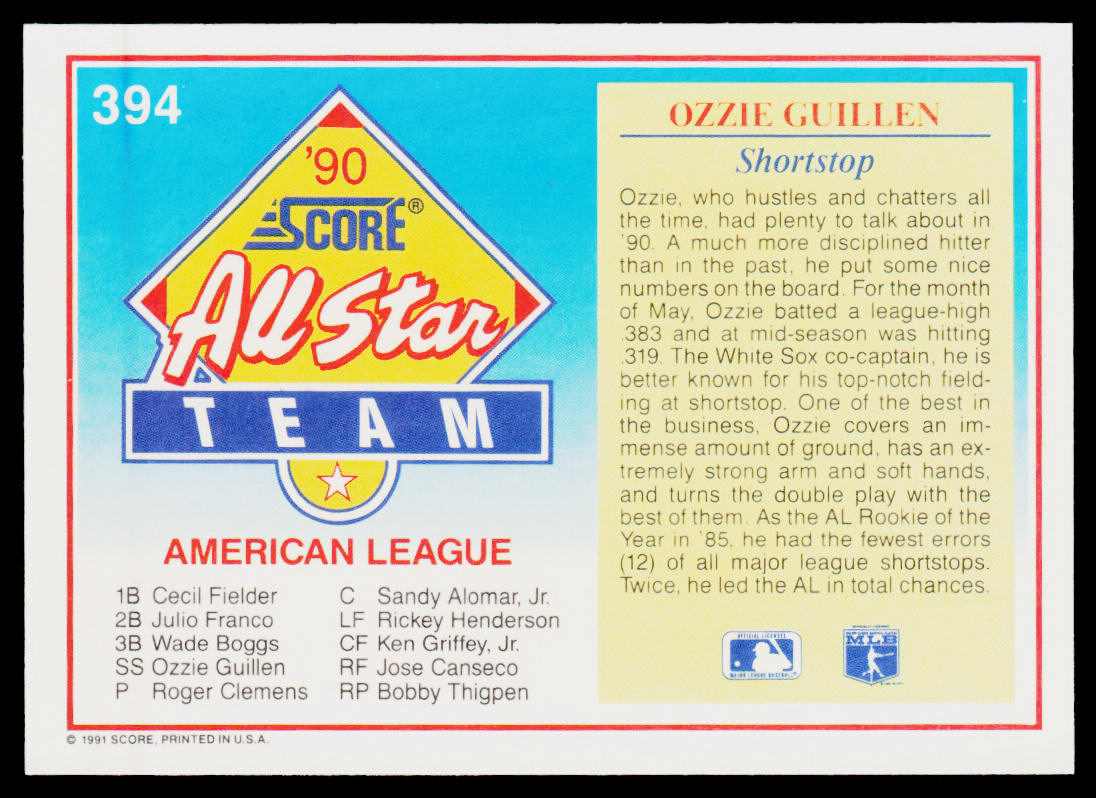 394
'90
SCORE®
All Star
TEAM
AMERICAN LEAGUE
1B Cecil Fielder
2B Julio Franco
3B Wade Boggs
SS Ozzie Guillen
P Roger Clemens
C Sandy Alomar, Jr.
LF Rickey Henderson
CF Ken Griffey, Jr.
RF Jose Canseco
RP Bobby Thigpen
OZZIE GUILLEN
Shortstop
Ozzie, who hustles and chatters all
the time, had plenty to talk about in
'90. A much more disciplined hitter
than in the past, he put some nice
numbers on the board. For the month
of May, Ozzie batted a league-high
.383 and at mid-season was hitting
.319. The White Sox co-captain, he is
better known for his top-notch field-
ing at shortstop. One of the best in
the business, Ozzie covers an im-
mense amount of ground, has an ex-
tremely strong arm and soft hands,
and turns the double play with the
best of them. As the AL Rookie of the
Year in '85, he had the fewest errors
(12) of all major league shortstops.
Twice, he led the AL in total chances.
OFFICIAL LICENSEE
MAJOR LEAGUE BASEBALL
MLB
© 1991 SCORE, PRINTED IN U.S.A.